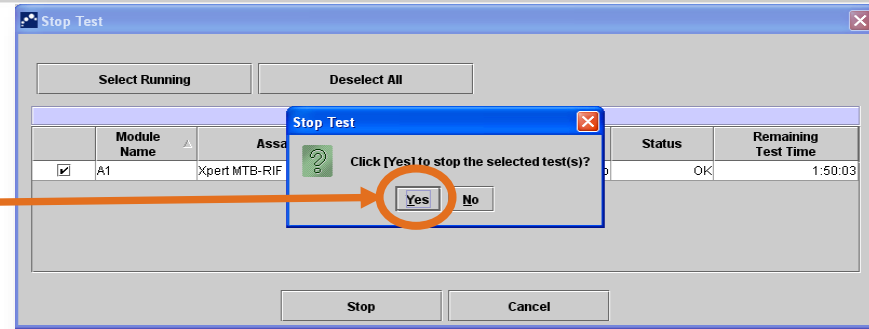 Stop Test
Select Running
Deselect All
Stop Test
Module Name
Status
Remaining Test Time
Click [Yes] to stop the selected test(s)?
A1
Xpert MTB-RIF
OK
1:50:03
Yes
No
Stop
Cancel